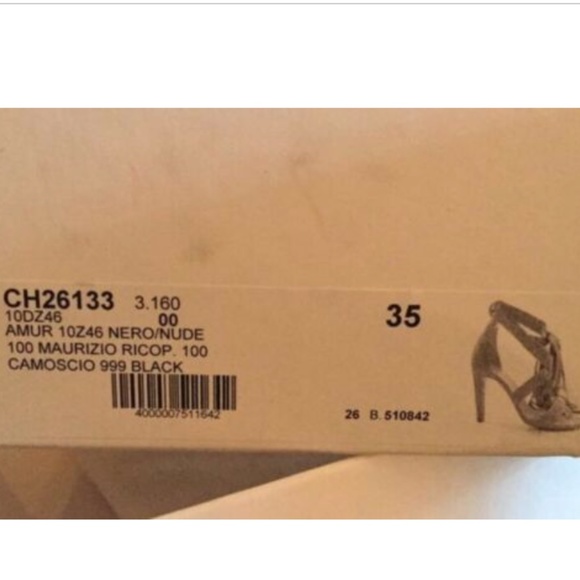 CH26133 3.160
10DZ46 00
AMUR 10Z46 NERO/NUDE
100 MAURIZIO RICOP. 100
CAMOSCIO 999 BLACK
4000007511642
35
26 B. 510842